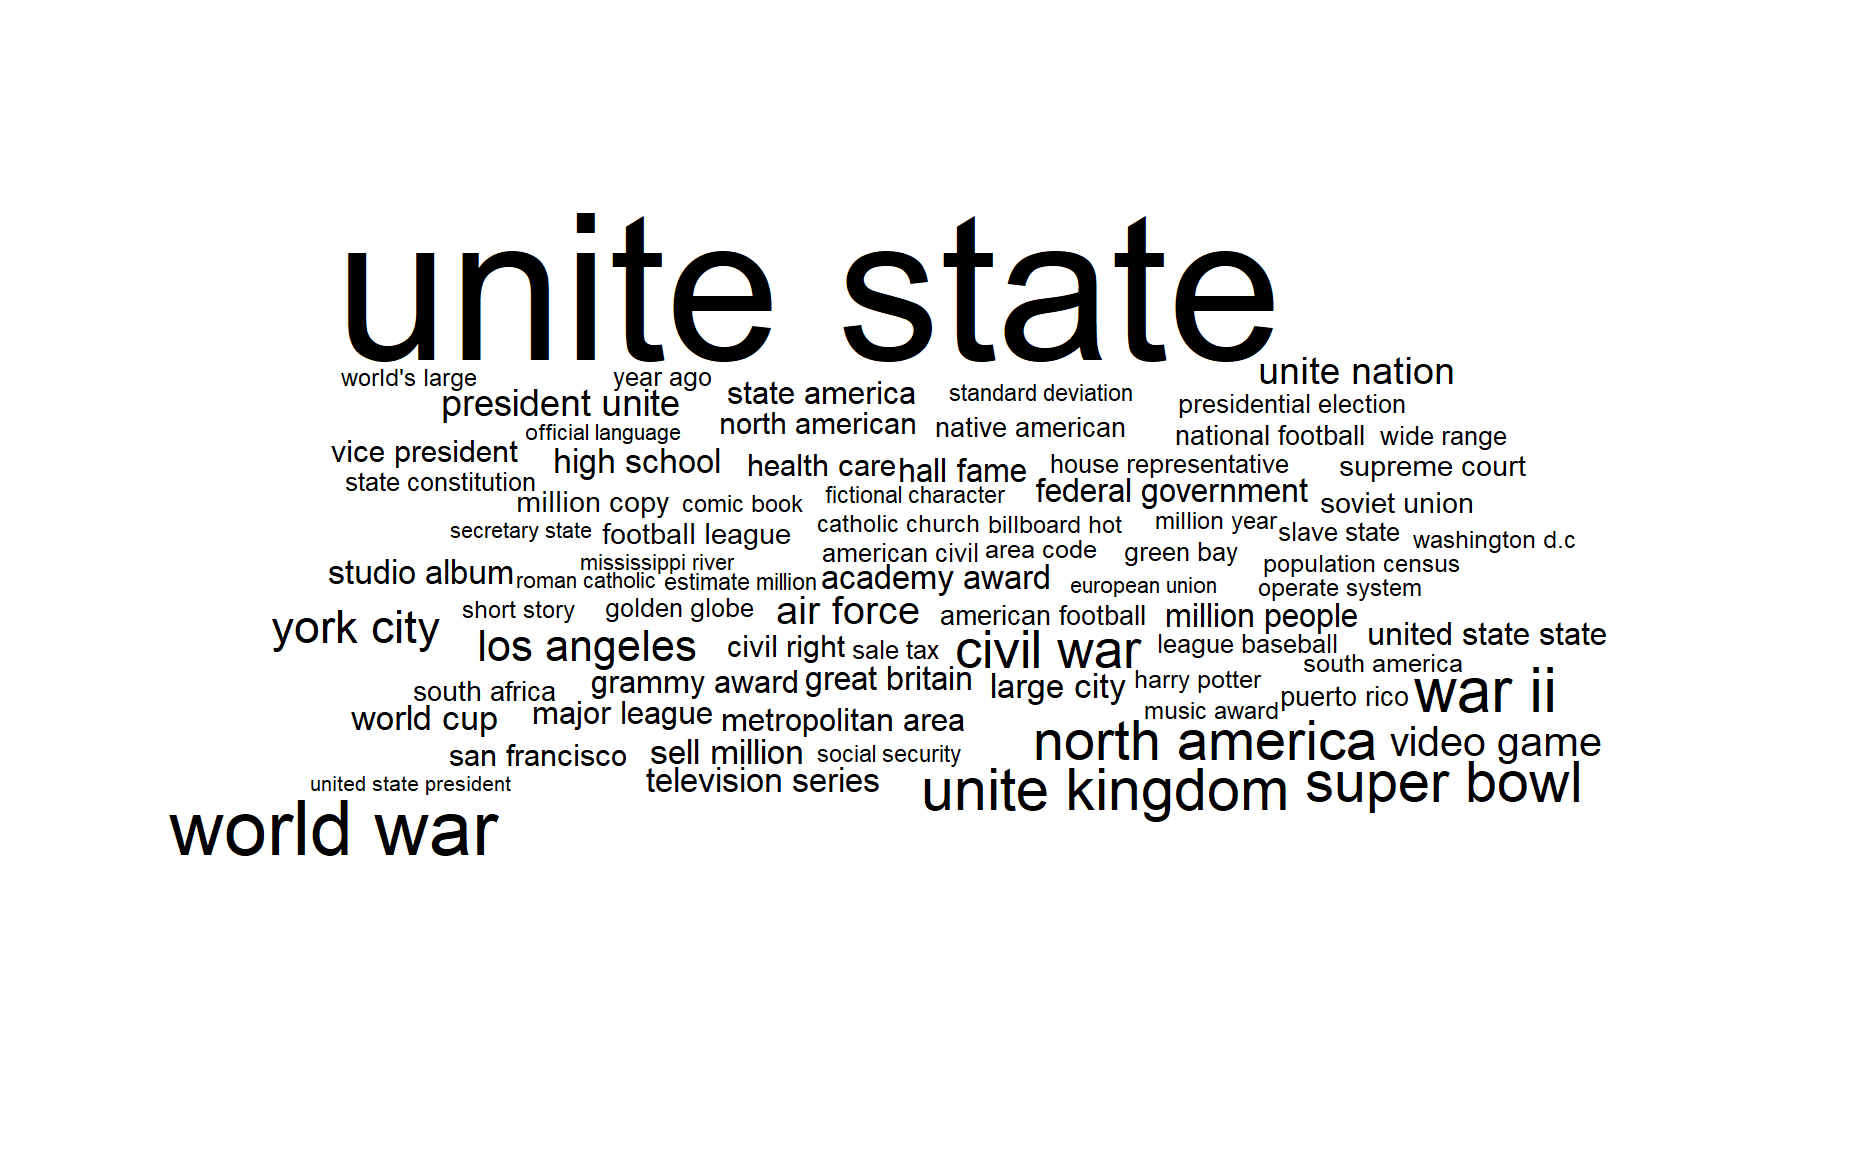 unite state
world's large year ago state america standard deviation unite nation
president unite north american native american presidential election
official language national football wide range
vice president high school health care hall fame house representative supreme court
state constitution million copy comic book fictional character federal government soviet union
secretary state football league catholic church billboard hot million year slave state washington d.c
mississippi river american civil area code green bay population census
studio album roman catholic estimate million academy award european union operate system
york city short story golden globe air force american football million people united state state
los angeles civil right sale tax civil war league baseball south america
south africa grammy award great britain large city harry potter puerto rico war ii
world cup major league metropolitan area music award
san francisco sell million social security north america video game
united state president television series unite kingdom super bowl
world war